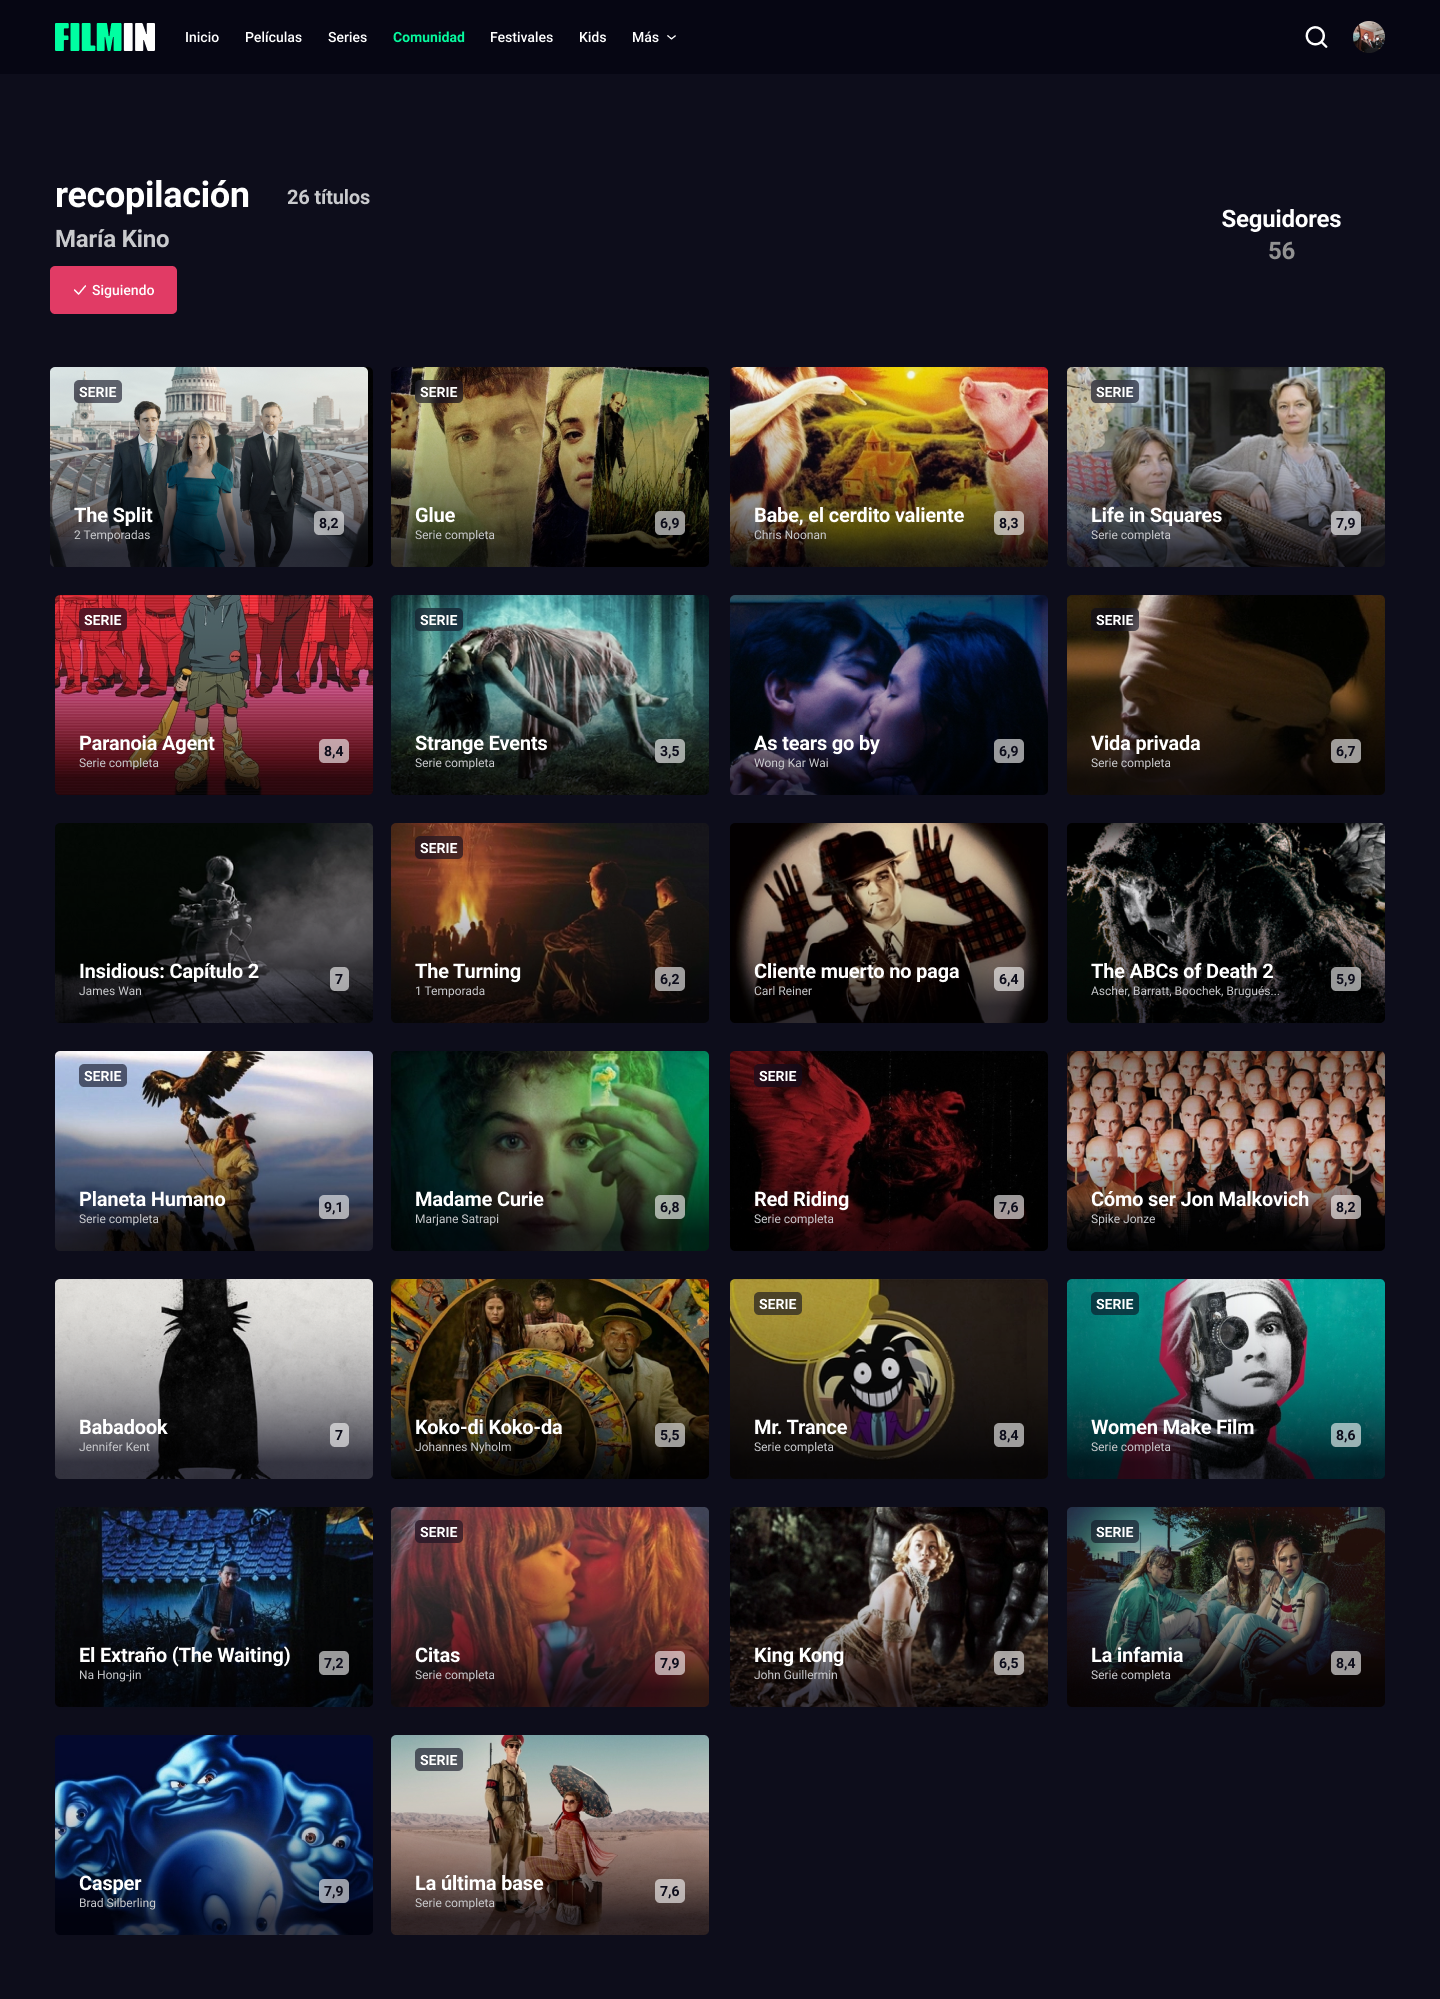 FILMIN
Inicio
Películas
Series
Comunidad
Festivales
Kids
Más
recopilación
26 títulos
María Kino
Siguiendo
Seguidores
56
SERIE
The Split
2 Temporadas
8,2
SERIE
Glue
Serie completa
6,9
Babe, el cerdito valiente
Chris Noonan
8,3
SERIE
Life in Squares
Serie completa
7,9
SERIE
Paranoia Agent
Serie completa
8,4
SERIE
Strange Events
Serie completa
3,5
As tears go by
Wong Kar Wai
6,9
SERIE
Vida privada
Serie completa
6,7
Insidious: Capítulo 2
James Wan
7
SERIE
The Turning
1 Temporada
6,2
Cliente muerto no paga
Carl Reiner
6,4
The ABCs of Death 2
Ascher, Barratt, Boochek, Brugués...
5,9
SERIE
Planeta Humano
Serie completa
9,1
Madame Curie
Marjane Satrapi
6,8
SERIE
Red Riding
Serie completa
7,6
Cómo ser Jon Malkovich
Spike Jonze
8,2
Babadook
Jennifer Kent
7
Koko-di Koko-da
Johannes Nyholm
5,5
SERIE
Mr. Trance
Serie completa
8,4
SERIE
Women Make Film
Serie completa
8,6
El Extraño (The Waiting)
Na Hong-jin
7,2
SERIE
Citas
Serie completa
7,9
King Kong
John Guillermin
6,5
SERIE
La infamia
Serie completa
8,4
Casper
Brad Silberling
7,9
SERIE
La última base
Serie completa
7,6